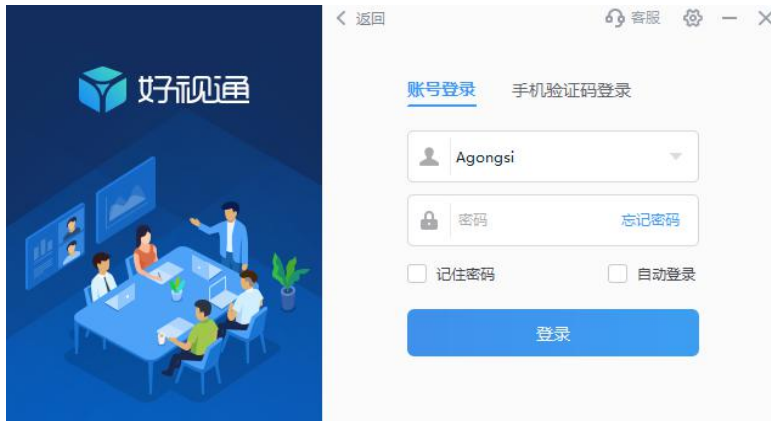 好视通
返回
客服
账号登录 手机验证码登录
Agongsi
密码 忘记密码
记住密码 自动登录
登录